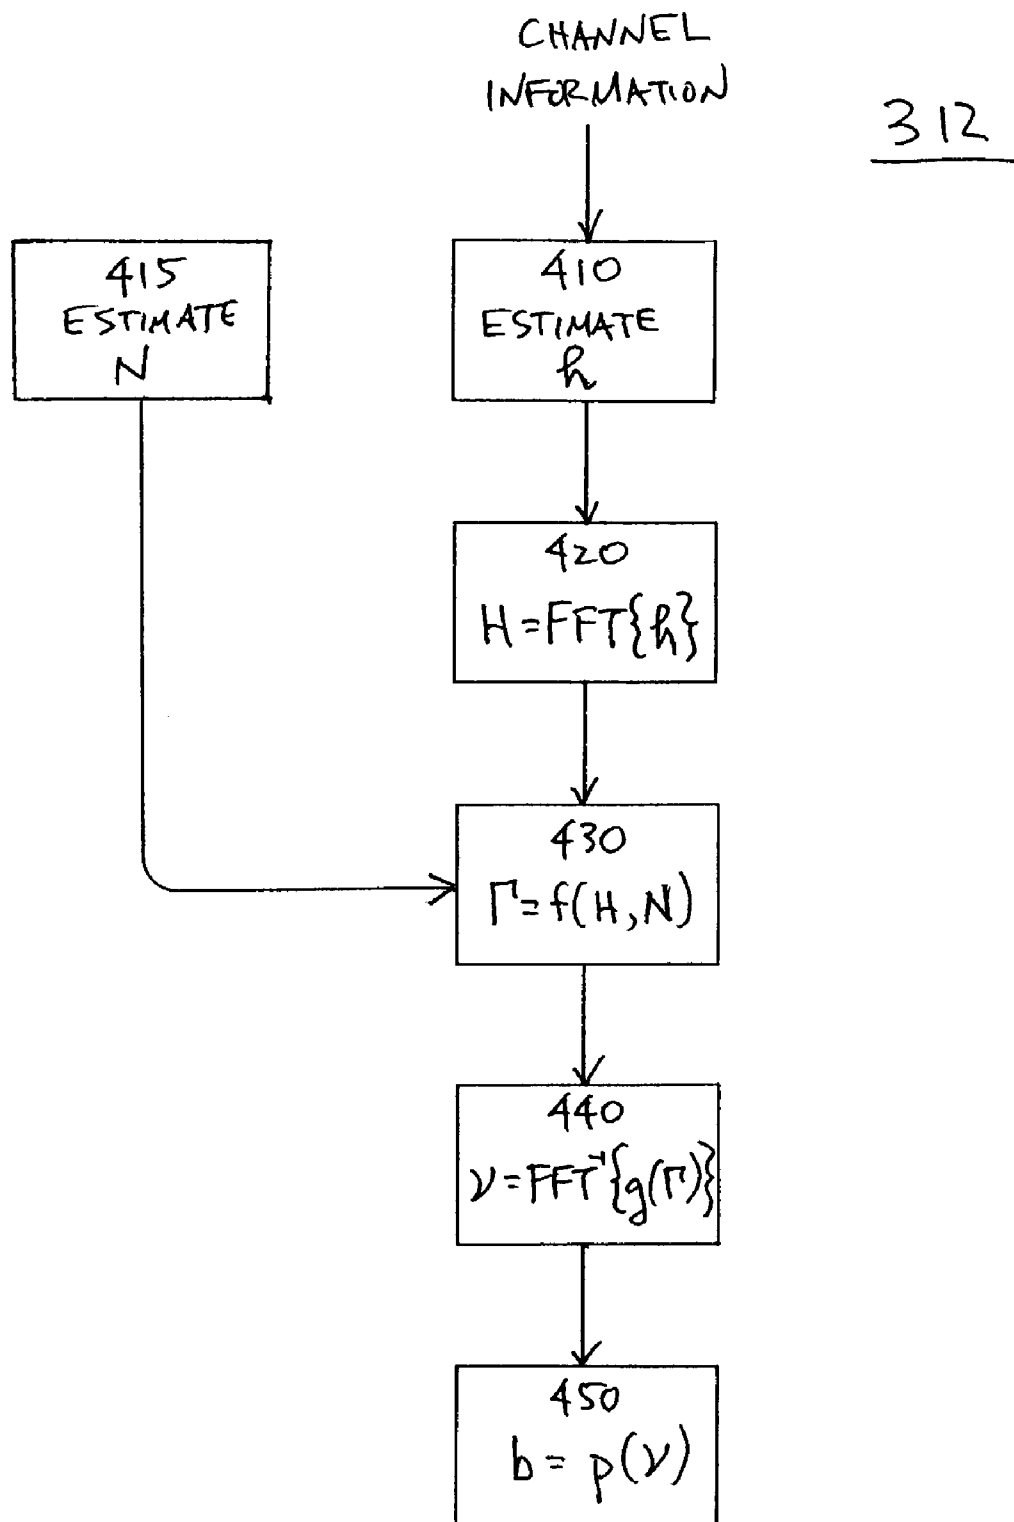 CHANNEL
INFORMATION
312
415
ESTIMATE
N
410
ESTIMATE
h
420
H=FFT{h}
430
Γ=f(H,N)
440
ν=FFT⁻¹{g(Γ)}
450
b= p(ν)